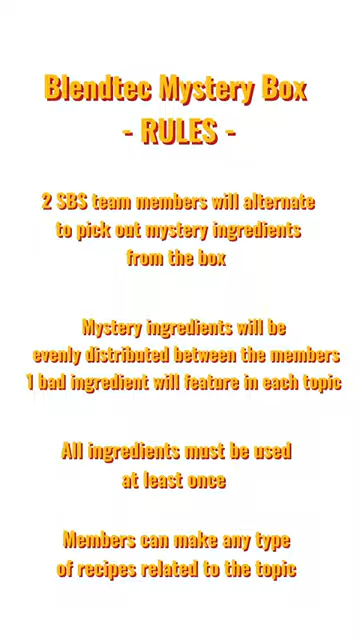 Blendtec Mystery Box
- RULES -
2 SBS team members will alternate
to pick out mystery ingredients
from the box
Mystery ingredients will be
evenly distributed between the members
1 bad ingredient will feature in each topic
All ingredients must be used
at least once
Members can make any type
of recipes related to the topic